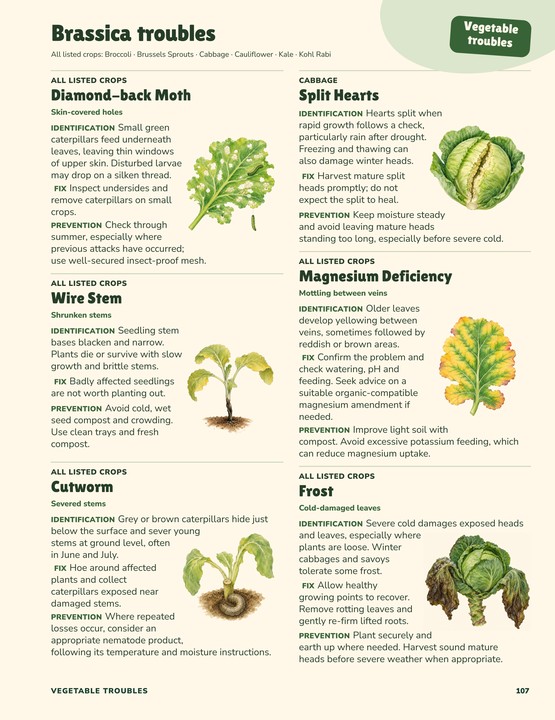 Brassica troubles
All listed crops: Broccoli · Brussels Sprouts · Cabbage · Cauliflower · Kale · Kohl Rabi
Vegetable
troubles
ALL LISTED CROPS
Diamond-back Moth
Skin-covered holes
IDENTIFICATION Small green
caterpillars feed underneath
leaves, leaving thin windows
of upper skin. Disturbed larvae
may drop on a silken thread.
FIX Inspect undersides and
remove caterpillars on small
crops.
PREVENTION Check through
summer, especially where
previous attacks have occurred;
use well-secured insect-proof mesh.
ALL LISTED CROPS
Wire Stem
Shrunken stems
IDENTIFICATION Seedling stem
bases blacken and narrow.
Plants die or survive with slow
growth and brittle stems.
FIX Badly affected seedlings
are not worth planting out.
PREVENTION Avoid cold, wet
seed compost and crowding.
Use clean trays and fresh
compost.
ALL LISTED CROPS
Cutworm
Severed stems
IDENTIFICATION Grey or brown caterpillars hide just
below the surface and sever young
stems at ground level, often
in June and July.
FIX Hoe around affected
plants and collect
caterpillars exposed near
damaged stems.
PREVENTION Where repeated
losses occur, consider an
appropriate nematode product,
following its temperature and moisture instructions.
CABBAGE
Split Hearts
IDENTIFICATION Hearts split when
rapid growth follows a check,
particularly rain after drought.
Freezing and thawing can
also damage winter heads.
FIX Harvest mature split
heads promptly; do not
expect the split to heal.
PREVENTION Keep moisture steady
and avoid leaving mature heads
standing too long, especially before severe cold.
ALL LISTED CROPS
Magnesium Deficiency
Mottling between veins
IDENTIFICATION Older leaves
develop yellowing between
veins, sometimes followed by
reddish or brown areas.
FIX Confirm the problem and
check watering, pH and
feeding. Seek advice on a
suitable organic-compatible
magnesium amendment if
needed.
PREVENTION Improve light soil with
compost. Avoid excessive potassium feeding, which
can reduce magnesium uptake.
ALL LISTED CROPS
Frost
Cold-damaged leaves
IDENTIFICATION Severe cold damages exposed heads
and leaves, especially where
plants are loose. Winter
cabbages and savoys
tolerate some frost.
FIX Allow healthy
growing points to recover.
Remove rotting leaves and
gently re-firm lifted roots.
PREVENTION Plant securely and
earth up where needed. Harvest sound mature
heads before severe weather when appropriate.
VEGETABLE TROUBLES
107